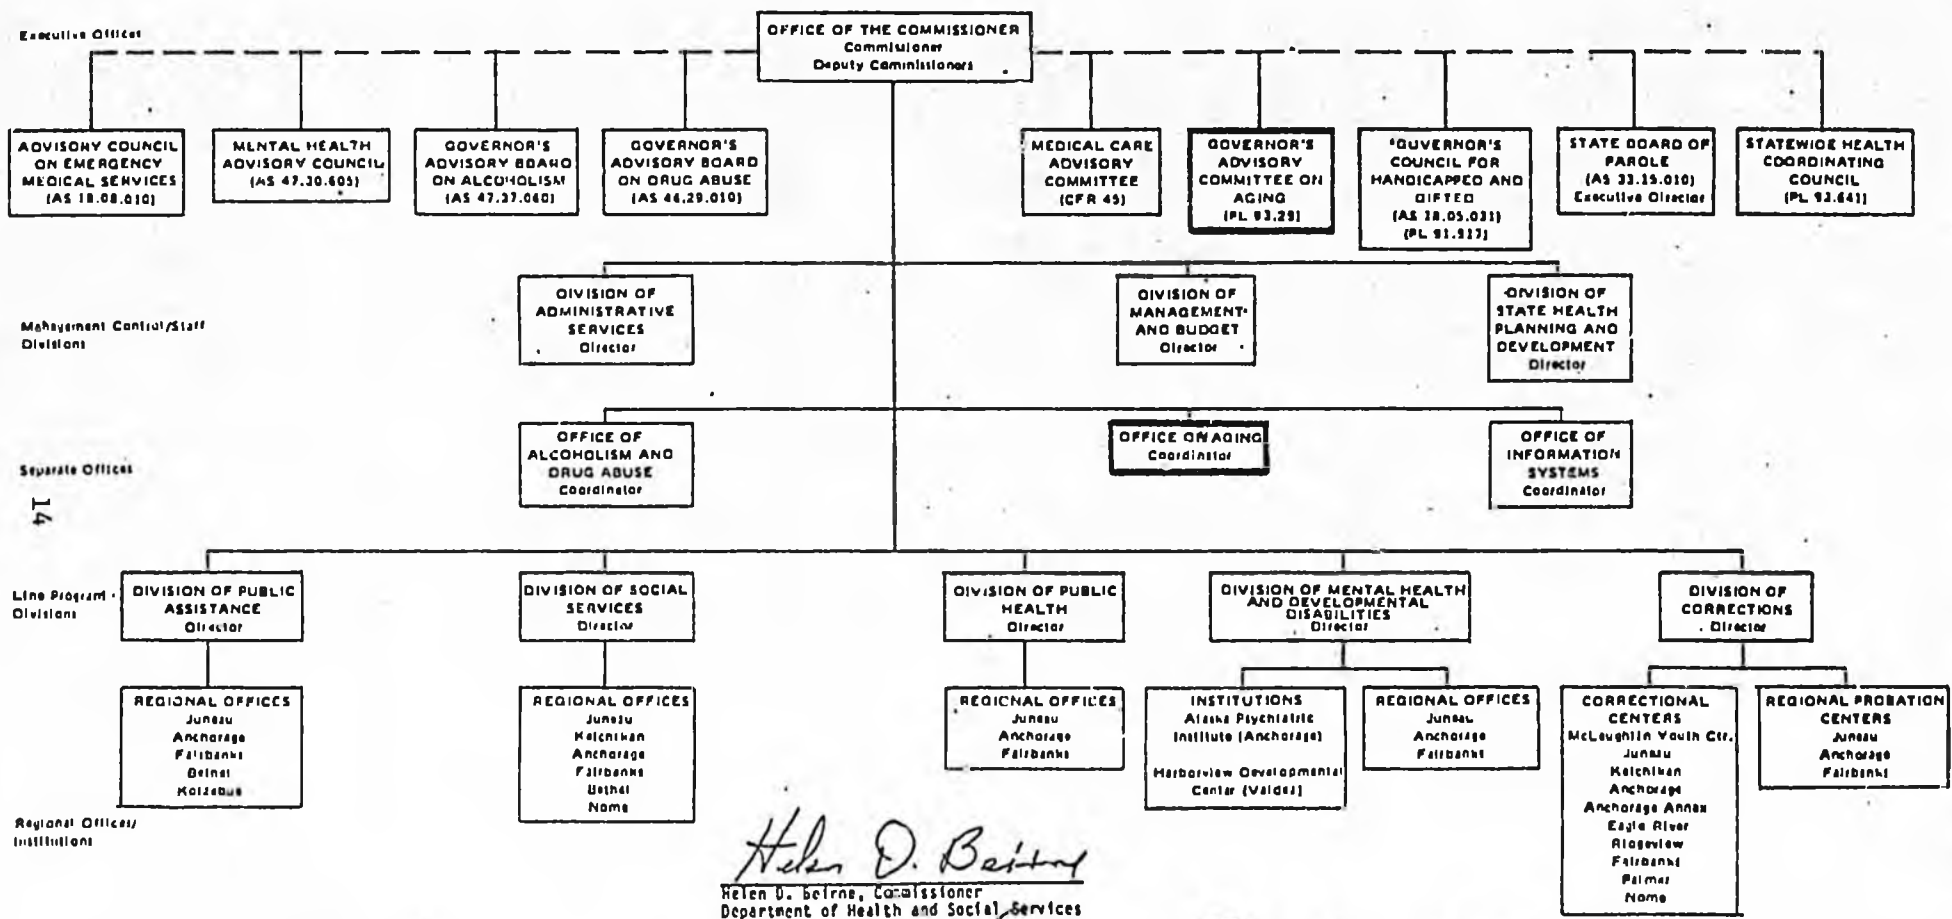 Executive Offices
OFFICE OF THE COMMISSIONER
Commissioner
Deputy Commissioners
ADVISORY COUNCIL
ON EMERGENCY
MEDICAL SERVICES
(AS 18.08.010)
MENTAL HEALTH
ADVISORY COUNCIL
(AS 47.30.605)
GOVERNOR'S
ADVISORY BOARD
ON ALCOHOLISM
(AS 47.37.060)
GOVERNOR'S
ADVISORY BOARD
ON DRUG ABUSE
(AS 44.29.010)
MEDICAL CARE
ADVISORY
COMMITTEE
(CFR 45)
GOVERNOR'S
ADVISORY
COMMITTEE ON
AGING
(PL 93.29)
GOVERNOR'S
COUNCIL FOR
HANDICAPPED AND
GIFTED
(AS 18.05.031)
(PL 91.517)
STATE BOARD OF
PAROLE
(AS 33.15.010)
Executive Director
STATEWIDE HEALTH
COORDINATING
COUNCIL
(PL 93.641)
Management Control/Staff
Divisions
DIVISION OF
ADMINISTRATIVE
SERVICES
Director
DIVISION OF
MANAGEMENT
AND BUDGET
Director
DIVISION OF
STATE HEALTH
PLANNING AND
DEVELOPMENT
Director
Separate Offices
OFFICE OF
ALCOHOLISM AND
DRUG ABUSE
Coordinator
OFFICE ON AGING
Coordinator
OFFICE OF
INFORMATION
SYSTEMS
Coordinator
14
Line Program
Divisions
DIVISION OF PUBLIC
ASSISTANCE
Director
DIVISION OF SOCIAL
SERVICES
Director
DIVISION OF PUBLIC
HEALTH
Director
DIVISION OF MENTAL HEALTH
AND DEVELOPMENTAL
DISABILITIES
Director
DIVISION OF
CORRECTIONS
Director
Regional Offices/
Institutions
REGIONAL OFFICES
Juneau
Anchorage
Fairbanks
Bethel
Kotzebue
REGIONAL OFFICES
Juneau
Ketchikan
Anchorage
Fairbanks
Bethel
Nome
REGIONAL OFFICES
Juneau
Anchorage
Fairbanks
INSTITUTIONS
Alaska Psychiatric
Institute (Anchorage)
Harborview Developmental
Center (Valdez)
REGIONAL OFFICES
Juneau
Anchorage
Fairbanks
CORRECTIONAL
CENTERS
McLaughlin Youth Ctr.
Juneau
Ketchikan
Anchorage
Anchorage Annex
Eagle River
Ridgeview
Fairbanks
Palmer
Nome
REGIONAL PROBATION
CENTERS
Juneau
Anchorage
Fairbanks
Helen D. Beirne
Helen D. Beirne, Commissioner
Department of Health and Social Services